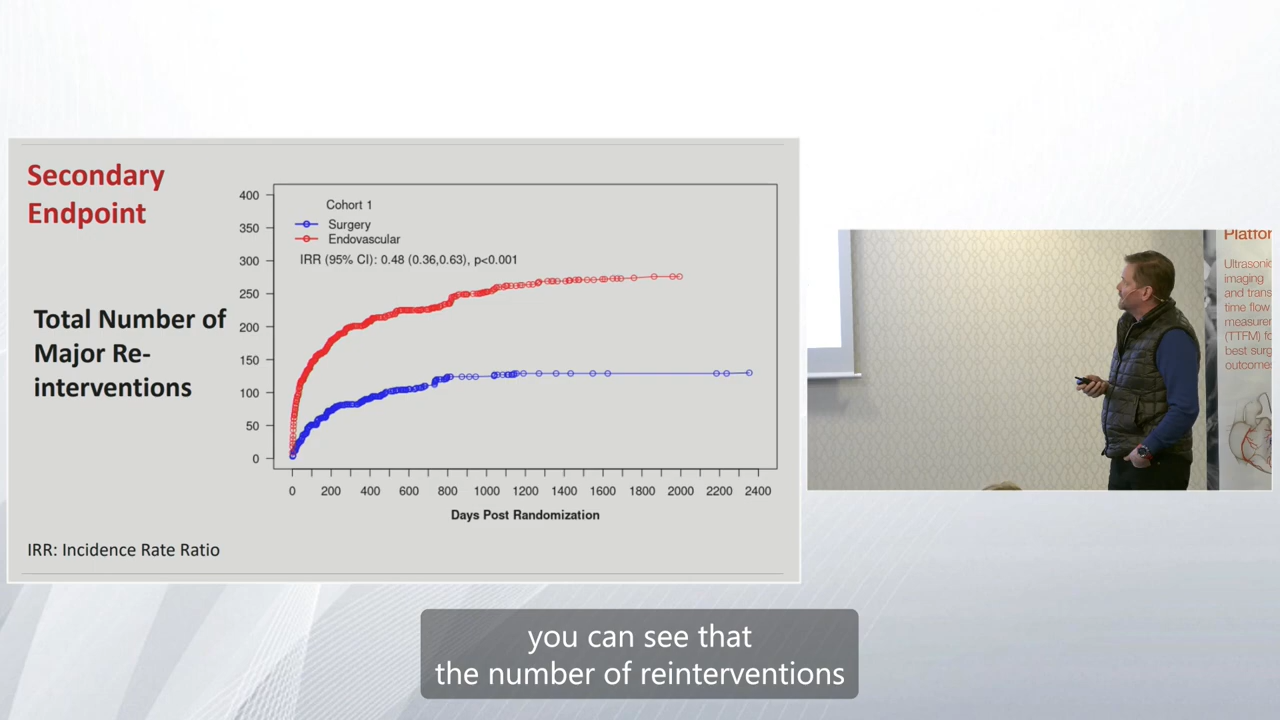 Secondary
Endpoint
Total Number of
Major Re-
interventions
IRR: Incidence Rate Ratio
400
350
300
250
200
150
100
50
0
Cohort 1
Surgery
Endovascular
IRR (95% CI): 0.48 (0.36,0.63), p<0.001
0 200 400 600 800 1000 1200 1400 1600 1800 2000 2200 2400
Days Post Randomization
Platfor
Ultrasonic
imaging
and trans
time flow
measurer
(TTFM) fo
best surg
outcomes
you can see that
the number of reinterventions